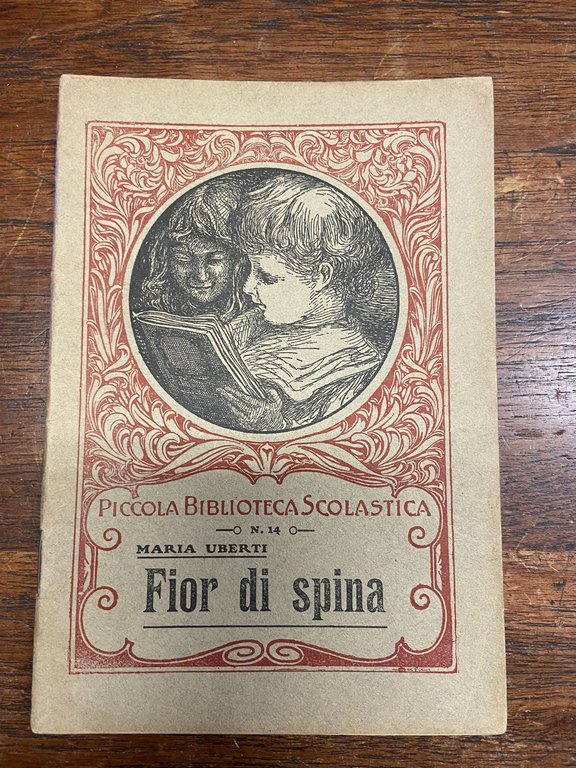 PICCOLA BIBLIOTECA SCOLASTICA
N. 14
MARIA UBERTI
Fior di spina